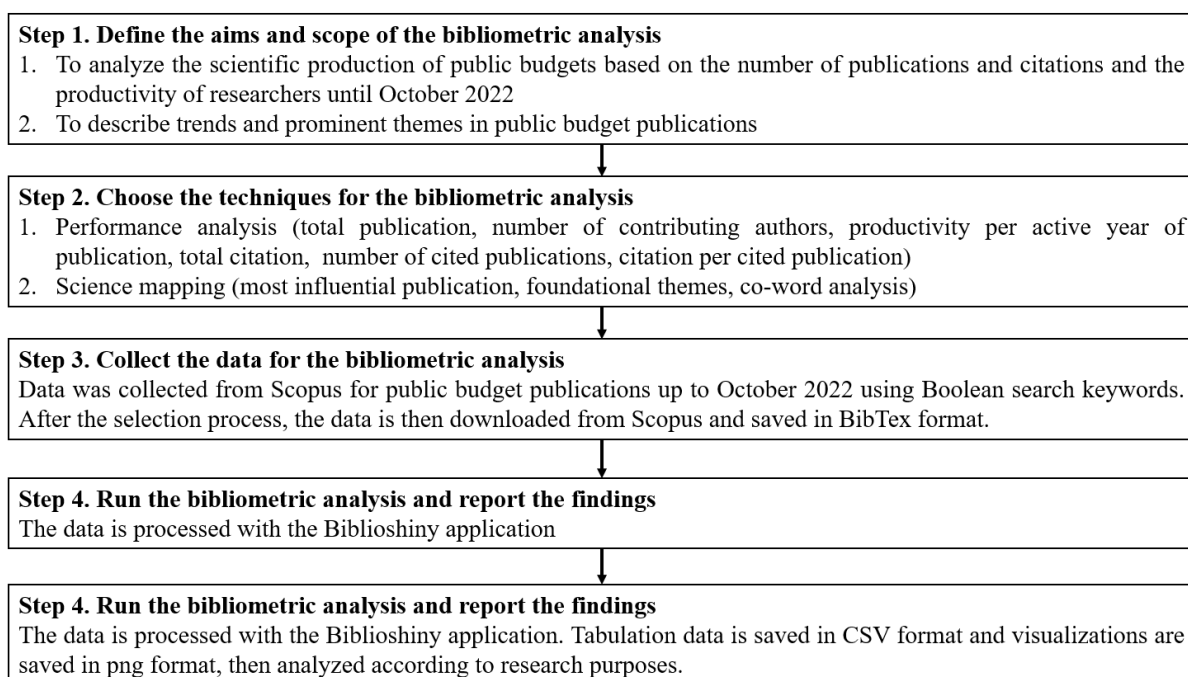 Step 1. Define the aims and scope of the bibliometric analysis
1. To analyze the scientific production of public budgets based on the number of publications and citations and the
productivity of researchers until October 2022
2. To describe trends and prominent themes in public budget publications
Step 2. Choose the techniques for the bibliometric analysis
1. Performance analysis (total publication, number of contributing authors, productivity per active year of
publication, total citation, number of cited publications, citation per cited publication)
2. Science mapping (most influential publication, foundational themes, co-word analysis)
Step 3. Collect the data for the bibliometric analysis
Data was collected from Scopus for public budget publications up to October 2022 using Boolean search keywords.
After the selection process, the data is then downloaded from Scopus and saved in BibTex format.
Step 4. Run the bibliometric analysis and report the findings
The data is processed with the Biblioshiny application
Step 4. Run the bibliometric analysis and report the findings
The data is processed with the Biblioshiny application. Tabulation data is saved in CSV format and visualizations are
saved in png format, then analyzed according to research purposes.